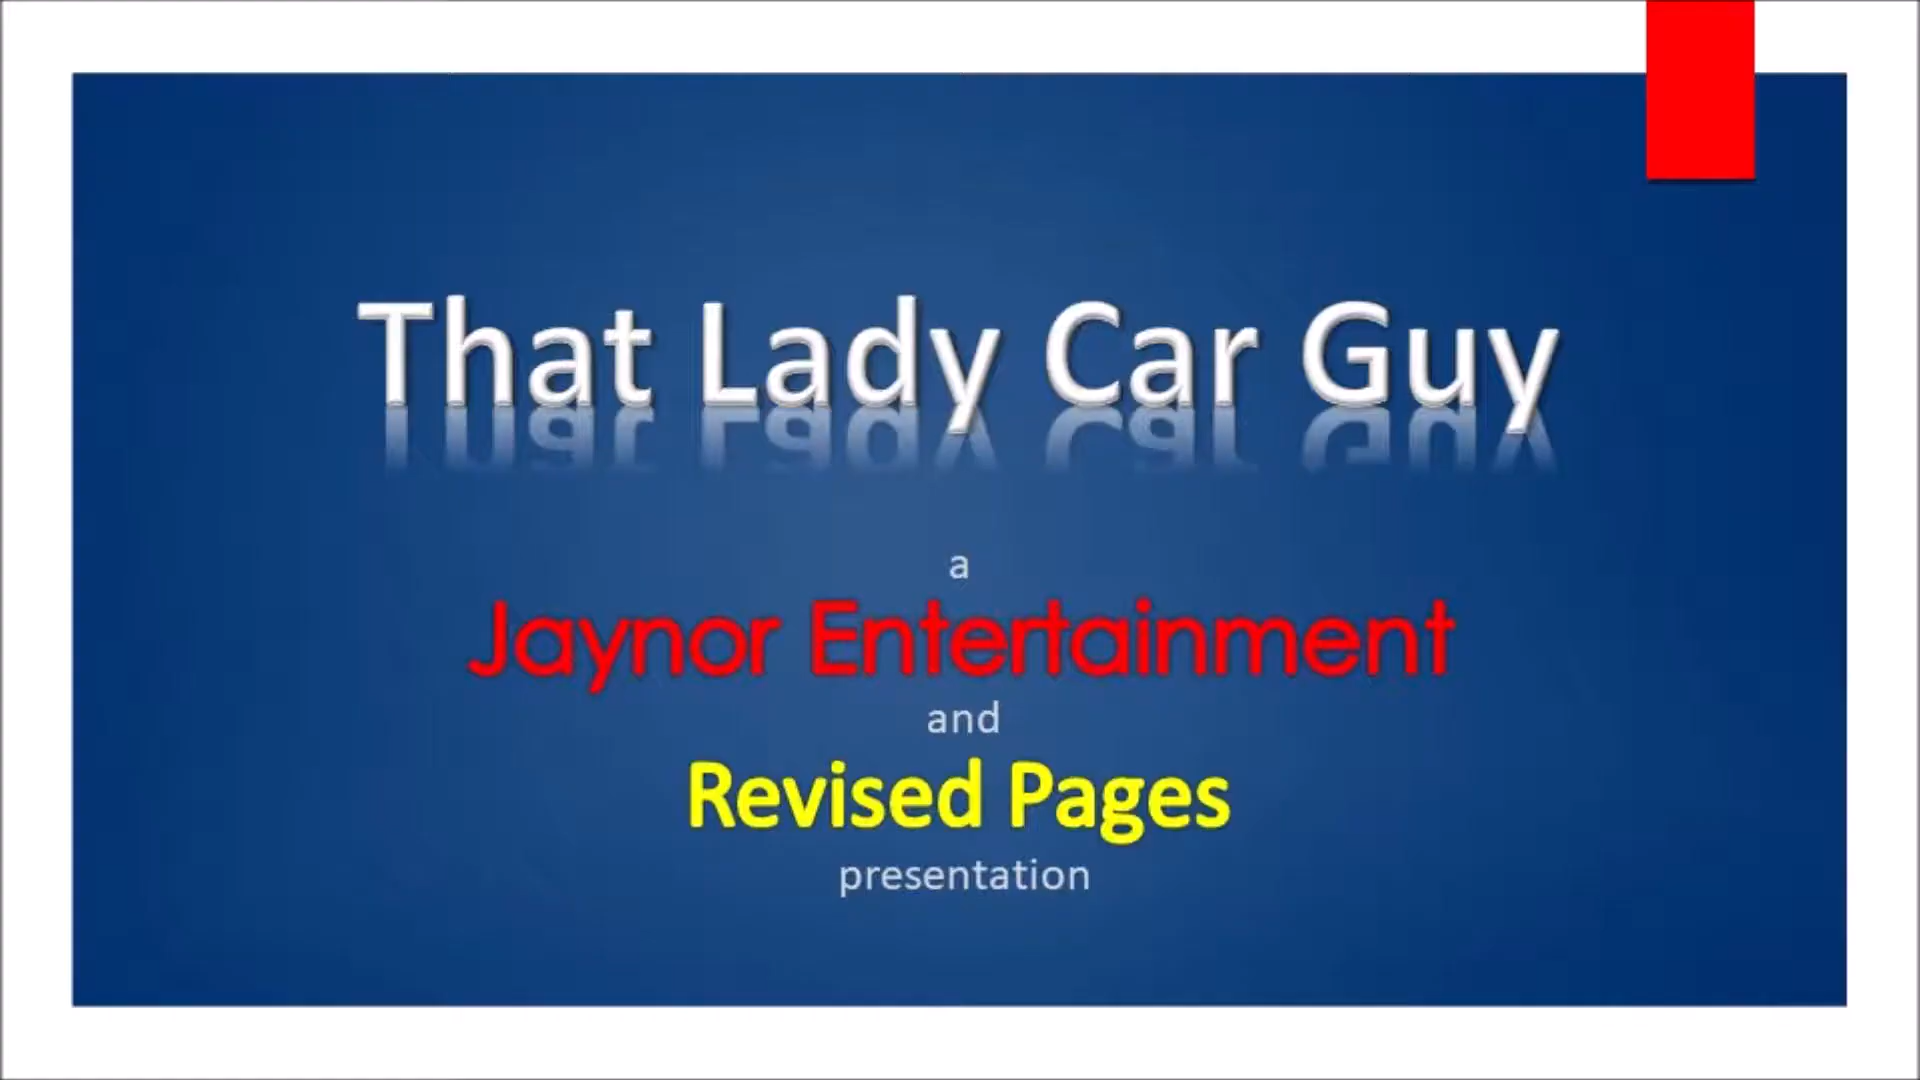 That Lady Car Guy
a
Jaynor Entertainment
and
Revised Pages
presentation